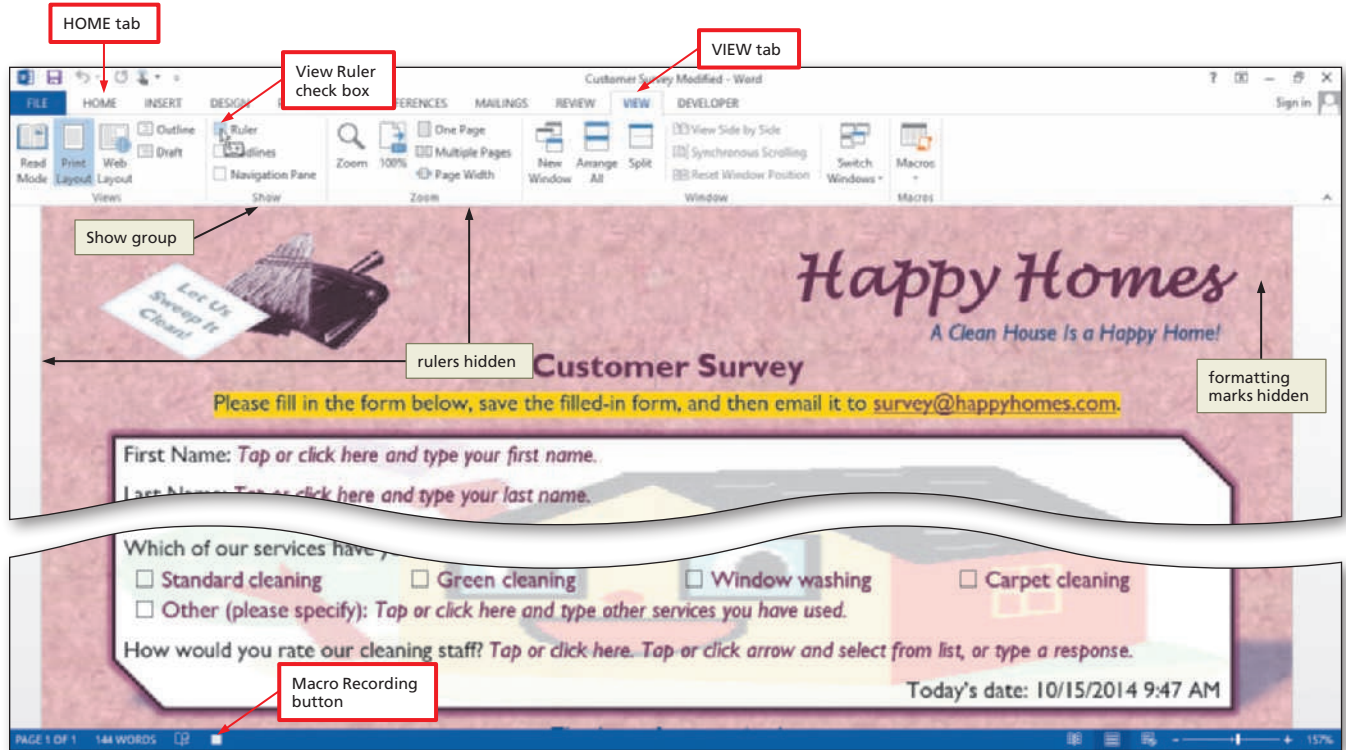 HOME tab
VIEW tab
View Ruler
check box
Customer Survey Modified - Word
FILE HOME INSERT DESIGN ERENCES MAILINGS REVIEW VIEW DEVELOPER Sign in
Read Mode
Print Layout
Web Layout
Outline
Draft
Views
Ruler
Navigation Pane
Show
Zoom
100%
One Page
Multiple Pages
Page Width
Zoom
New Window
Arrange All
Split
View Side by Side
Synchronous Scrolling
Reset Window Position
Switch Windows
Window
Macros
Macros
Show group
Let Us
Sweep It
Clean!
Happy Homes
A Clean House Is a Happy Home!
rulers hidden
formatting
marks hidden
Customer Survey
Please fill in the form below, save the filled-in form, and then email it to survey@happyhomes.com.
First Name: Tap or click here and type your first name.
Last Name: Tap or click here and type your last name.
Which of our services have
Standard cleaning Green cleaning Window washing Carpet cleaning
Other (please specify): Tap or click here and type other services you have used.
How would you rate our cleaning staff? Tap or click here. Tap or click arrow and select from list, or type a response.
Macro Recording
button
Today's date: 10/15/2014 9:47 AM
PAGE 1 OF 1 144 WORDS 157%